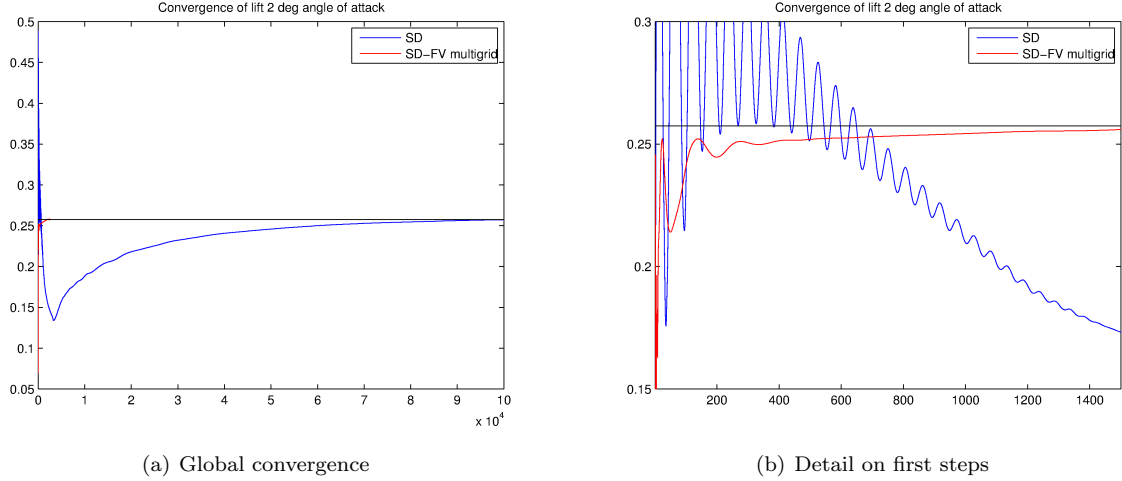 Convergence of lift 2 deg angle of attack
SD
SD−FV multigrid
0.5
0.45
0.4
0.35
0.3
0.25
0.2
0.15
0.1
0.05
0 1 2 3 4 5 6 7 8 9 10
x 10^4
(a) Global convergence
Convergence of lift 2 deg angle of attack
SD
SD−FV multigrid
0.3
0.25
0.2
0.15
200 400 600 800 1000 1200 1400
(b) Detail on first steps